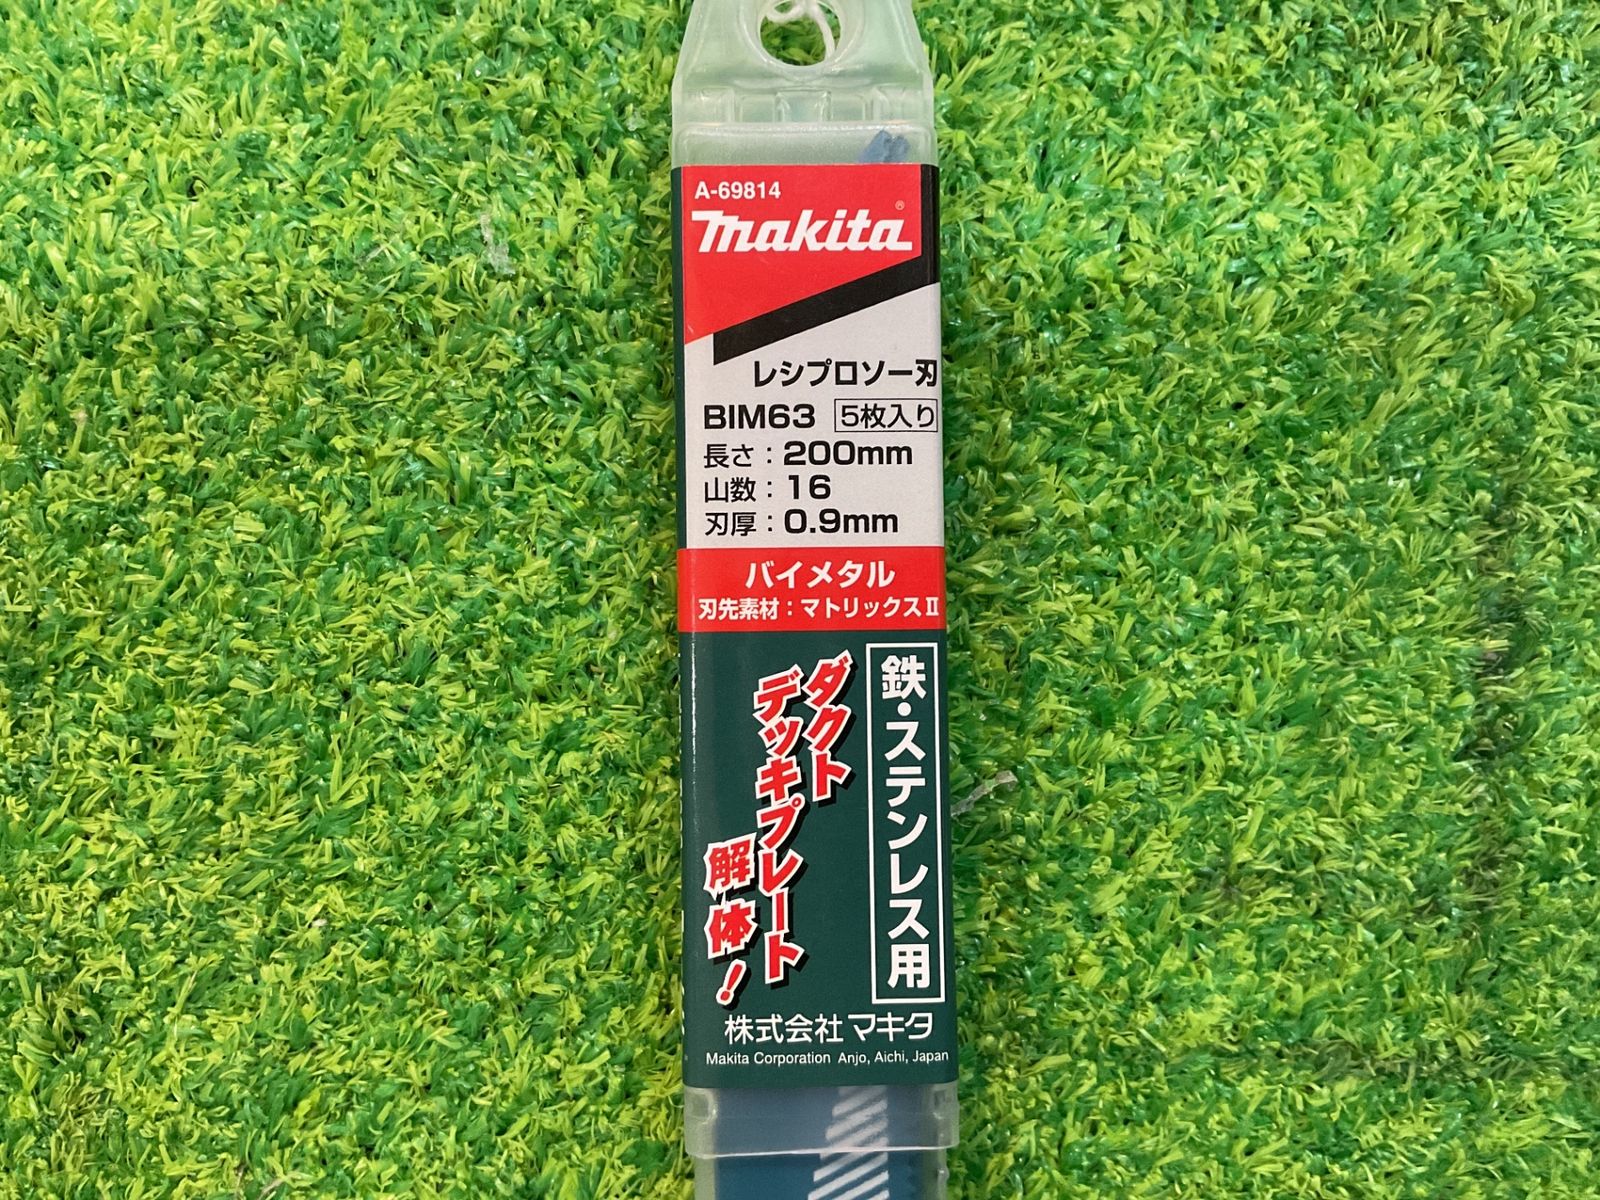 A-69814
makita®
レシプロソー刃
BIM63 5枚入り
長さ：200mm
山数：16
刃厚：0.9mm
バイメタル
刃先素材：マトリックスⅡ
鉄・ステンレス用
ダクト
デッキプレート
解体！
株式会社マキタ
Makita Corporation Anjo, Aichi, Japan